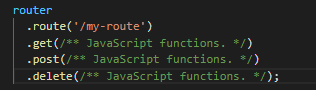 router
.route('/my-route')
.get(/** JavaScript functions. */)
.post(/** JavaScript functions. */)
.delete(/** JavaScript functions. */);